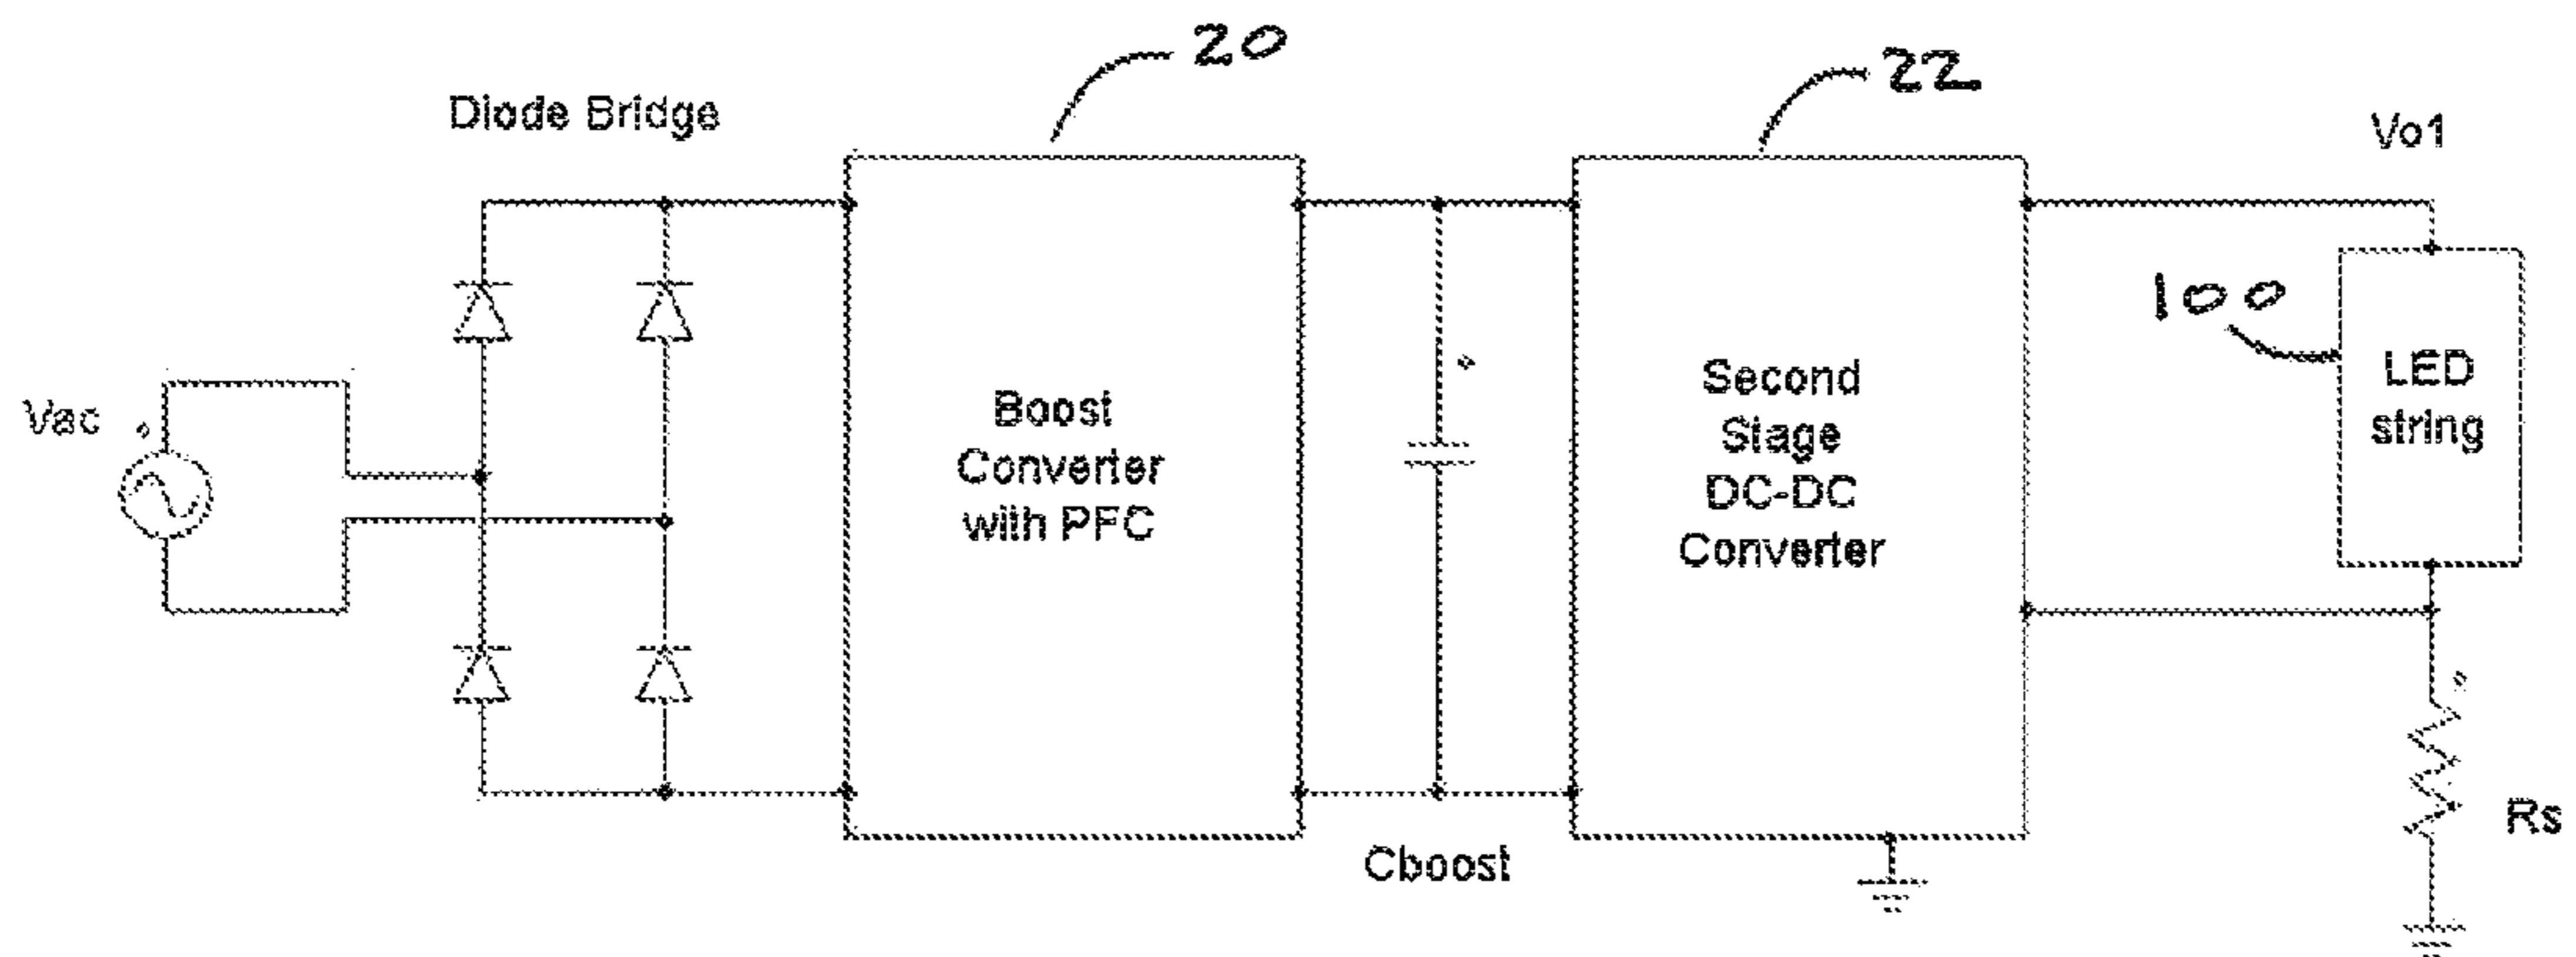 20
22
Diode Bridge
Vo1
100
LED
string
Second
Stage
DC-DC
Converter
Boost
Converter
with PFC
Vac
Rs
Cboost